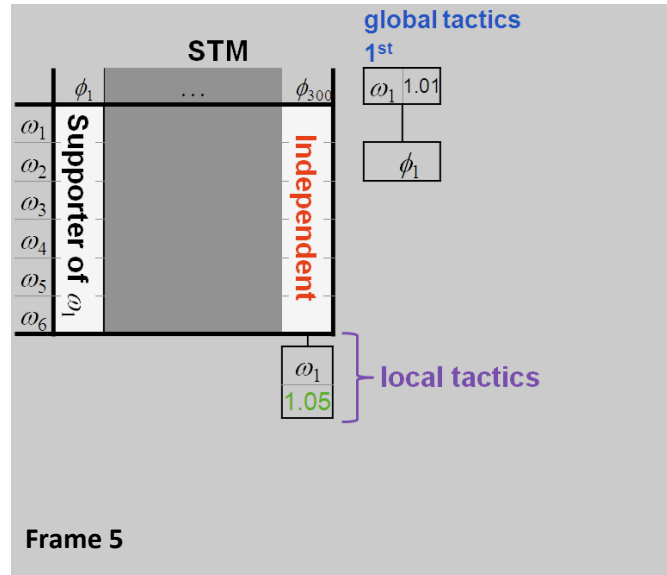 global tactics
STM 1st
ϕ1 ... ϕ300 ω1 1.01
ω1
ω2 ϕ1
ω3
ω4
ω5
ω6
Supporter of ω1
Independent
ω1
1.05
local tactics
Frame 5